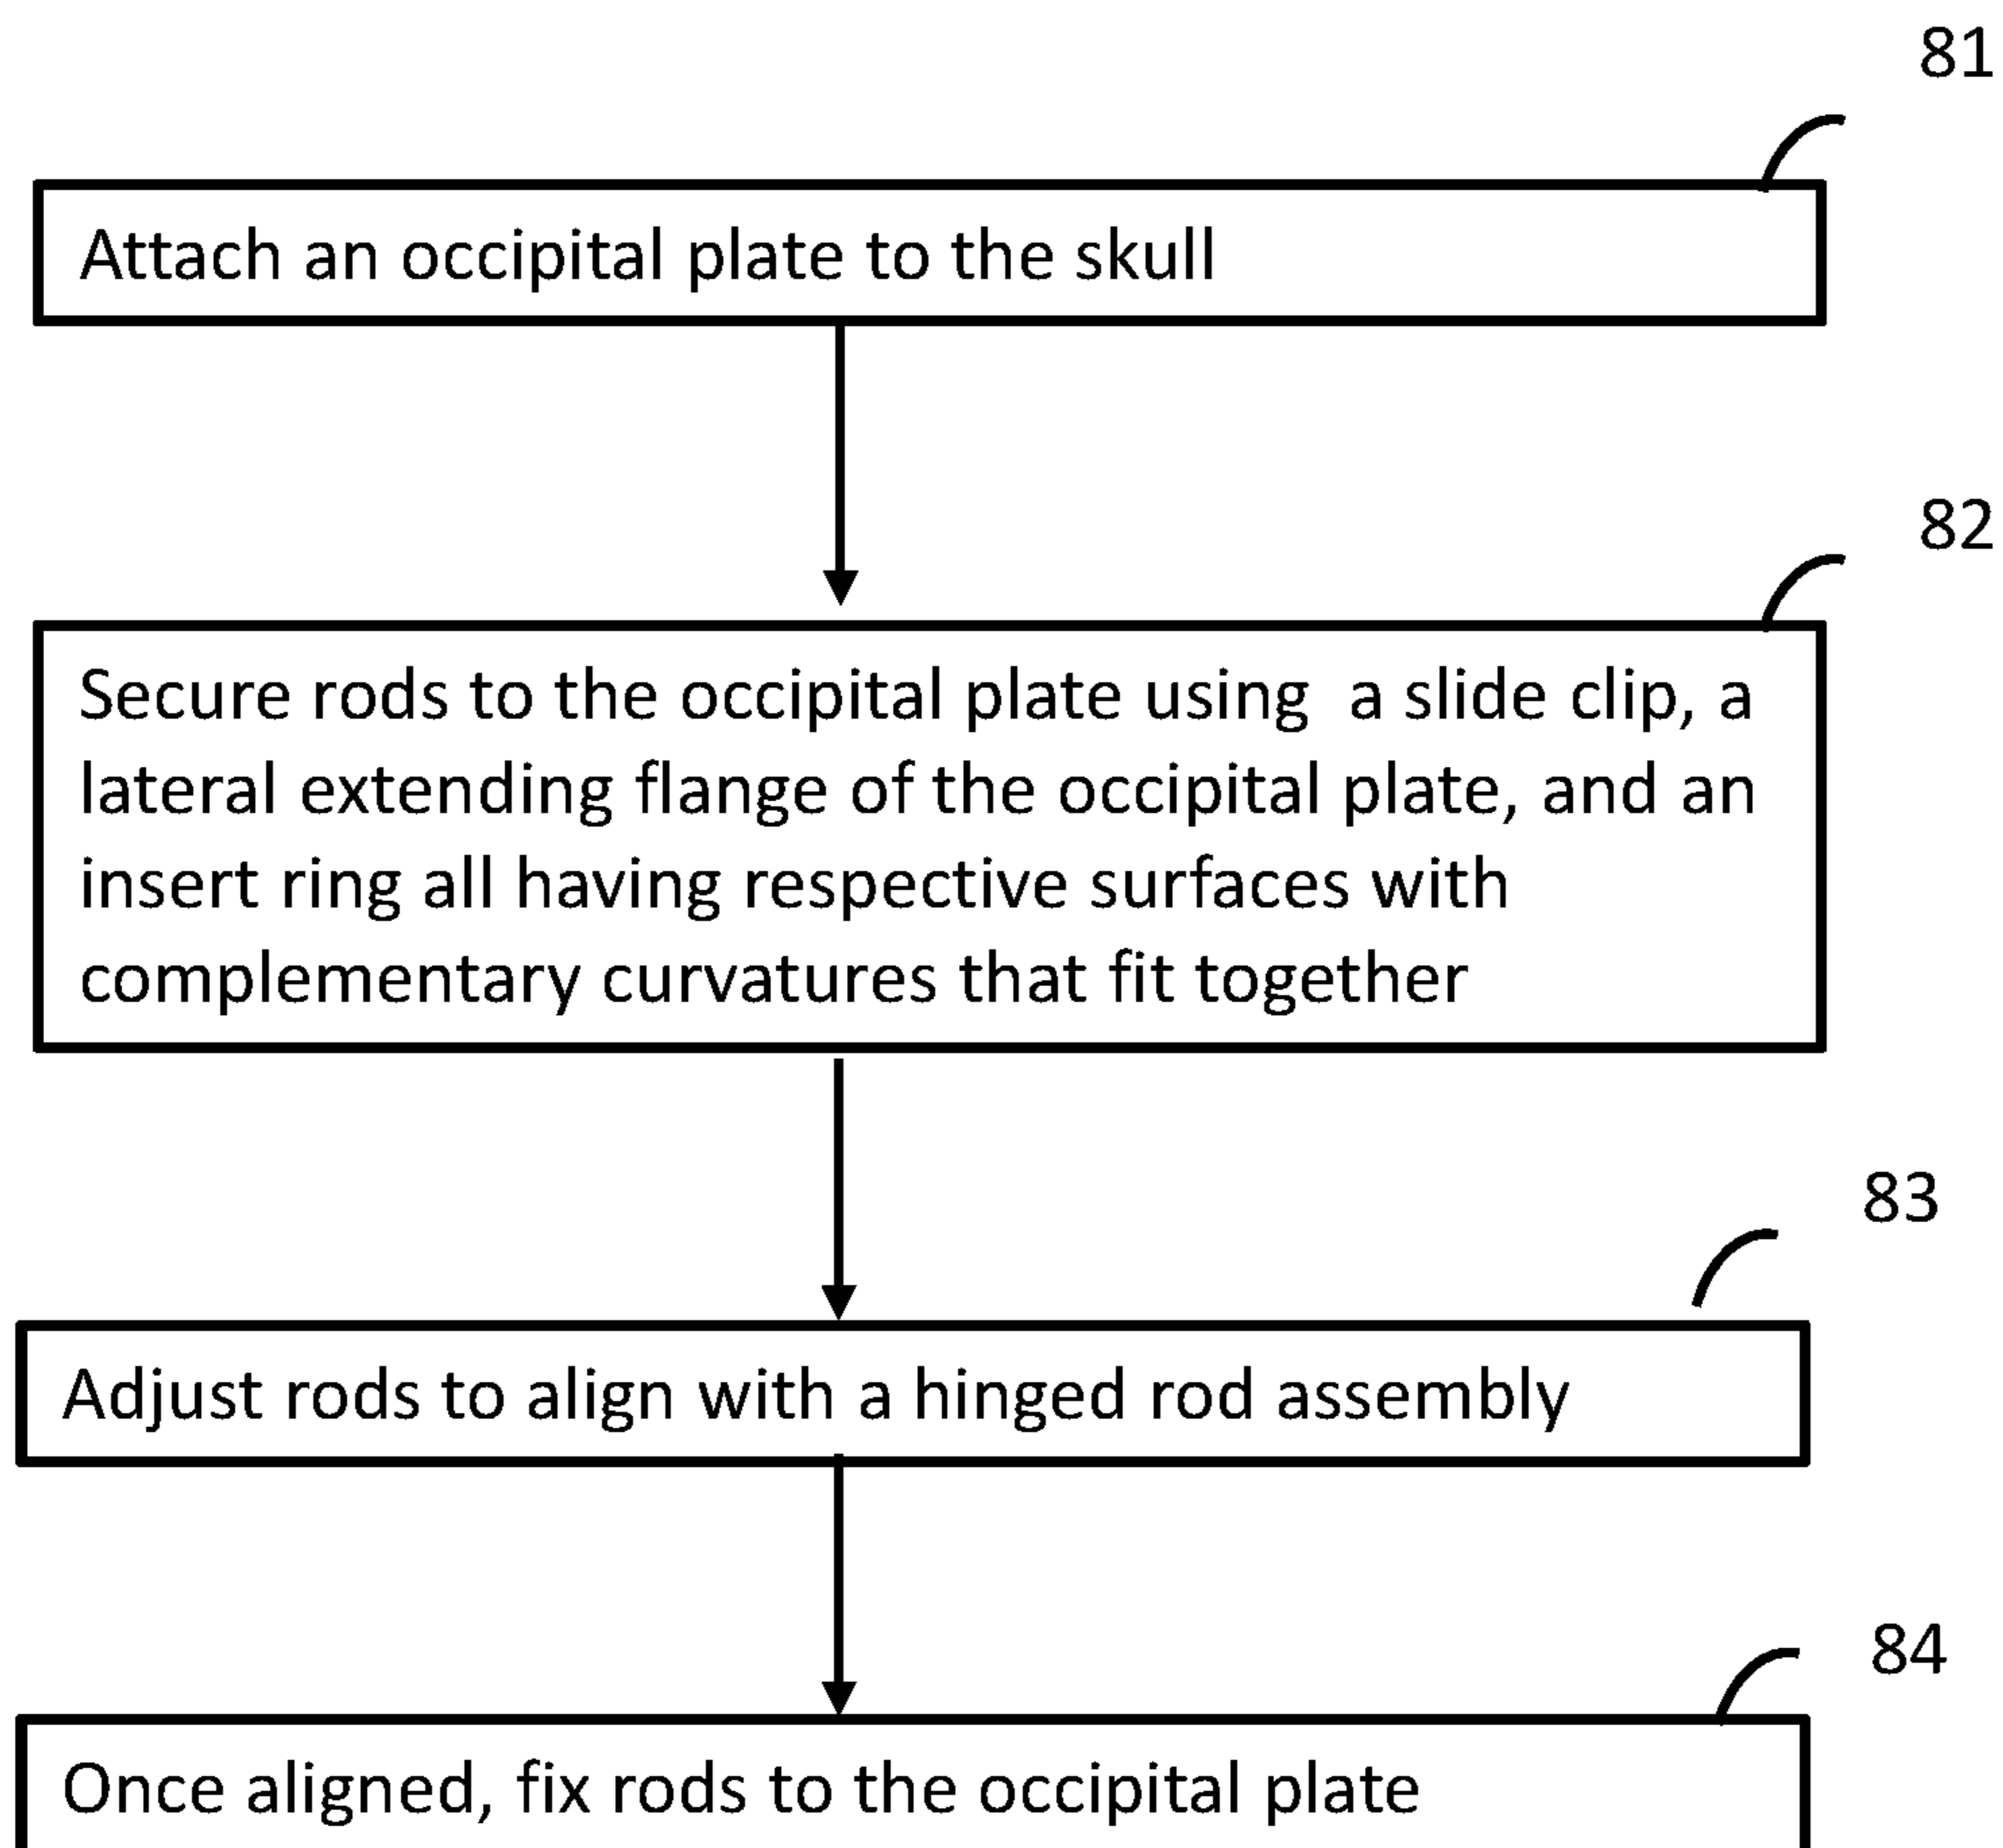 81
Attach an occipital plate to the skull
82
Secure rods to the occipital plate using  a slide clip, a
lateral extending flange of the occipital plate, and an
insert ring all having respective surfaces with
complementary curvatures that fit together
83
Adjust rods to align with a hinged rod assembly
84
Once aligned, fix rods to the occipital plate